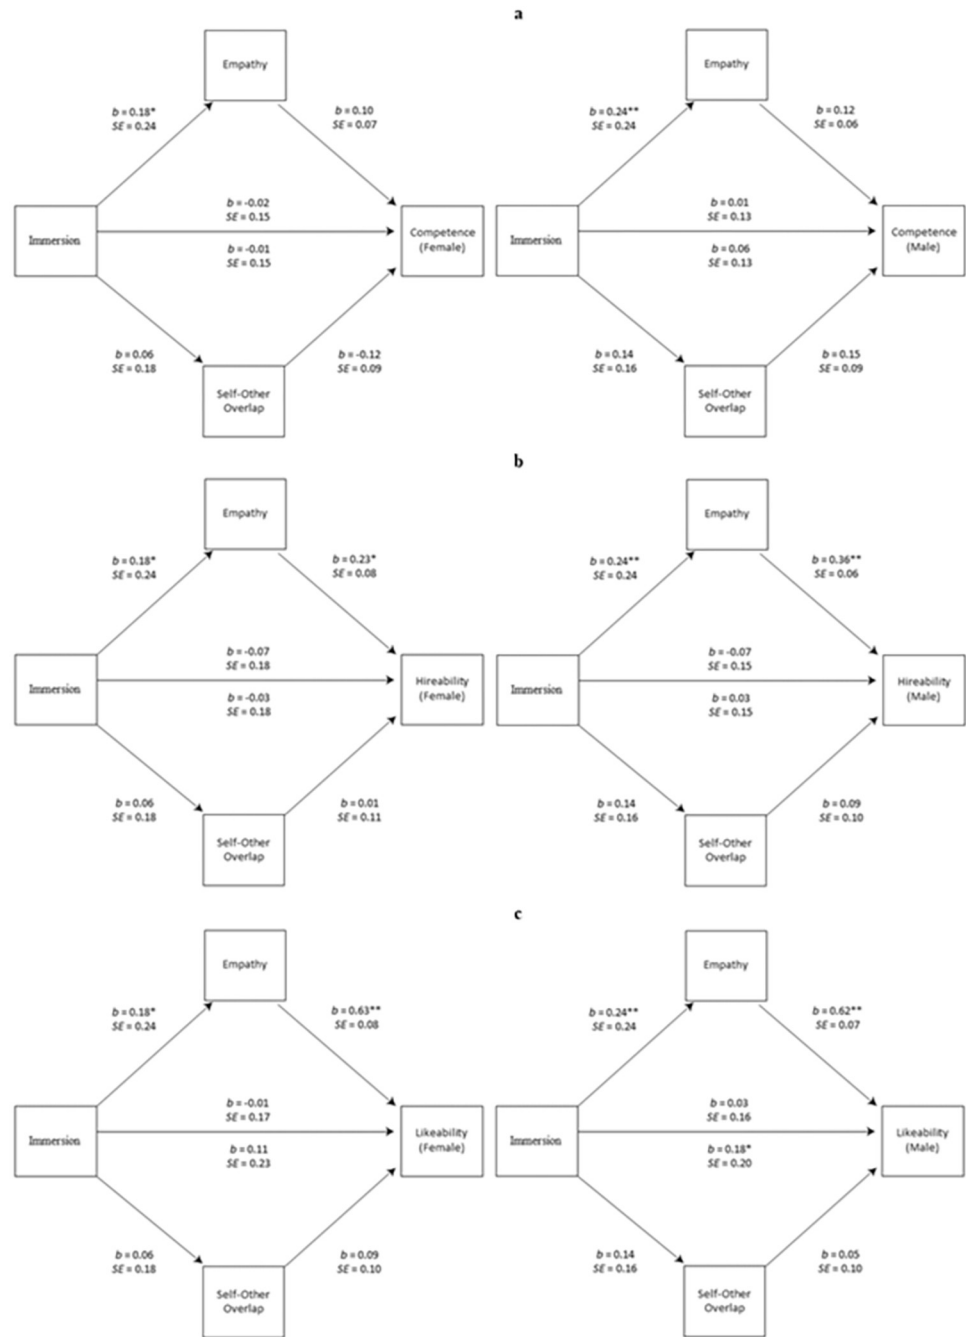 a
Empathy
b = 0.18*
SE = 0.24
b = 0.10
SE = 0.07
Immersion
b = -0.02
SE = 0.15
b = -0.01
SE = 0.15
Competence
(Female)
b = 0.06
SE = 0.18
b = -0.12
SE = 0.09
Self-Other
Overlap
Empathy
b = 0.24**
SE = 0.24
b = 0.12
SE = 0.06
Immersion
b = 0.01
SE = 0.13
b = 0.06
SE = 0.13
Competence
(Male)
b = 0.14
SE = 0.16
b = 0.15
SE = 0.09
Self-Other
Overlap
b
Empathy
b = 0.18*
SE = 0.24
b = 0.23*
SE = 0.08
Immersion
b = -0.07
SE = 0.18
b = -0.03
SE = 0.18
Hireability
(Female)
b = 0.06
SE = 0.18
b = 0.01
SE = 0.11
Self-Other
Overlap
Empathy
b = 0.24**
SE = 0.24
b = 0.36**
SE = 0.06
Immersion
b = -0.07
SE = 0.15
b = 0.03
SE = 0.15
Hireability
(Male)
b = 0.14
SE = 0.16
b = 0.09
SE = 0.10
Self-Other
Overlap
c
Empathy
b = 0.18*
SE = 0.24
b = 0.63**
SE = 0.08
Immersion
b = -0.01
SE = 0.17
b = 0.11
SE = 0.23
Likeability
(Female)
b = 0.06
SE = 0.18
b = 0.09
SE = 0.10
Self-Other
Overlap
Empathy
b = 0.24**
SE = 0.24
b = 0.62**
SE = 0.07
Immersion
b = 0.03
SE = 0.16
b = 0.18*
SE = 0.20
Likeability
(Male)
b = 0.14
SE = 0.16
b = 0.05
SE = 0.10
Self-Other
Overlap